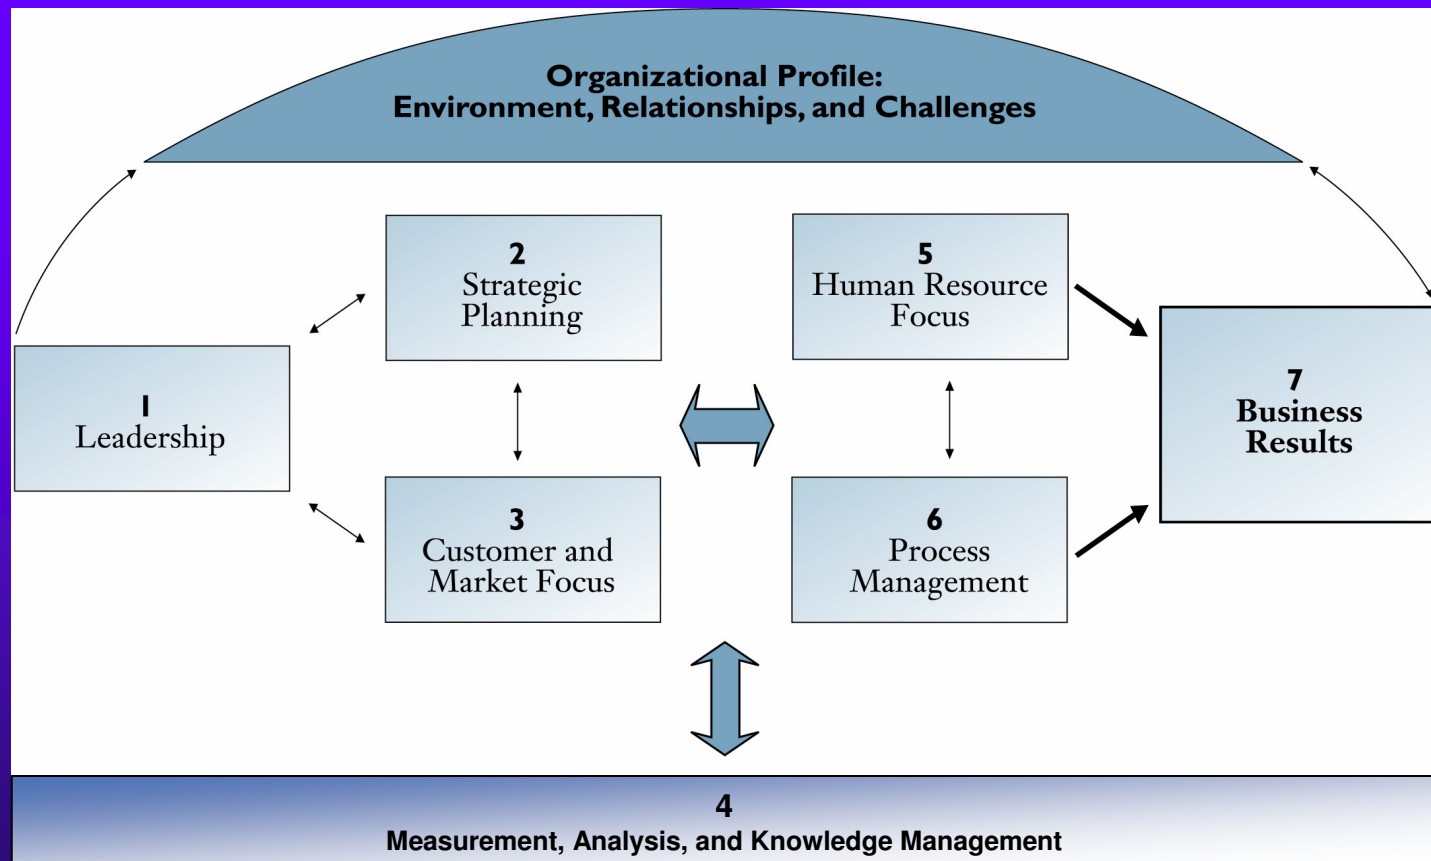 Organizational Profile:
Environment, Relationships, and Challenges
1
Leadership
2
Strategic
Planning
3
Customer and
Market Focus
5
Human Resource
Focus
6
Process
Management
7
Business
Results
4
Measurement, Analysis, and Knowledge Management